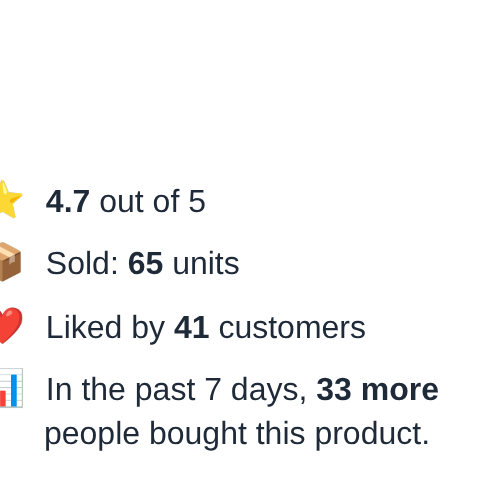 4.7 out of 5
Sold: 65 units
Liked by 41 customers
In the past 7 days, 33 more
people bought this product.